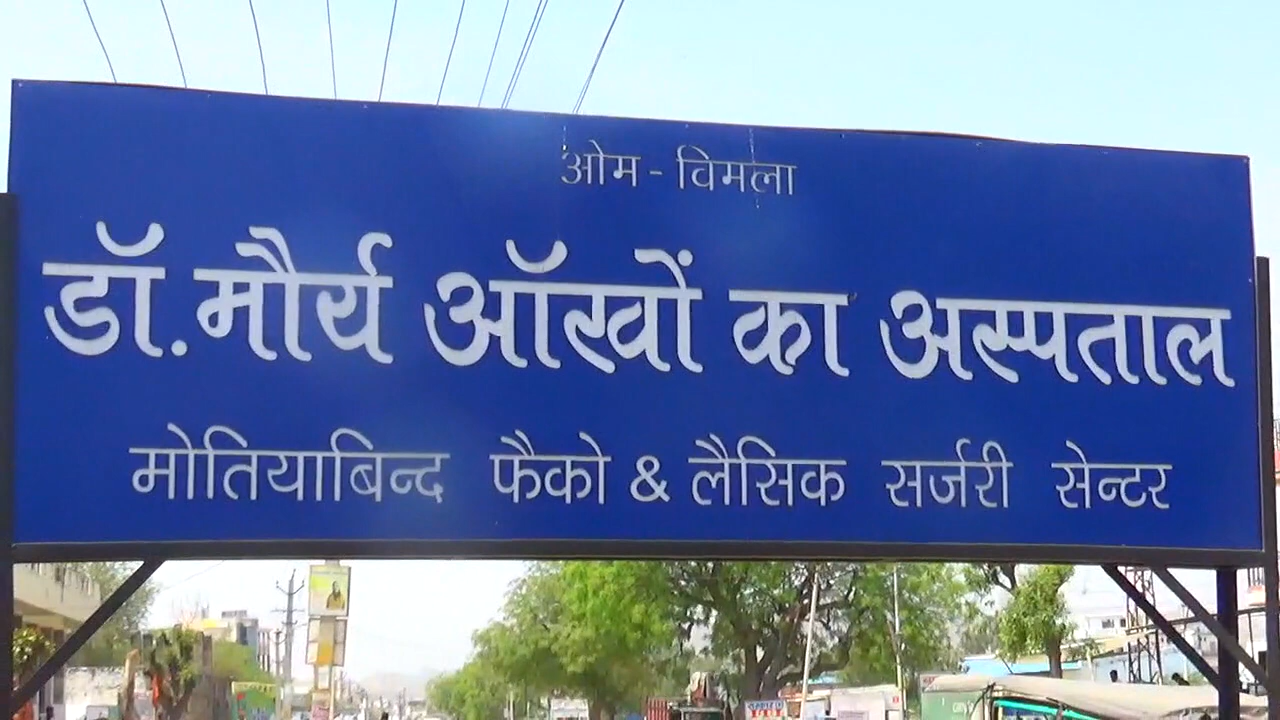 ओम - विमला
डॉ. मौर्य ऑखों का अस्पताल
मोतियाबिन्द फैको & लैसिक सर्जरी सेन्टर